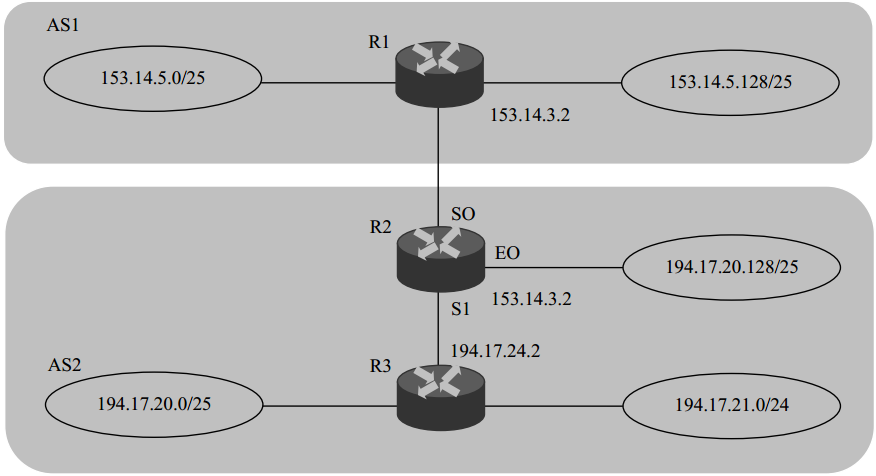 AS1
R1
153.14.5.0/25
153.14.5.128/25
153.14.3.2
SO
R2
EO
194.17.20.128/25
153.14.3.2
S1
194.17.24.2
AS2
R3
194.17.20.0/25
194.17.21.0/24